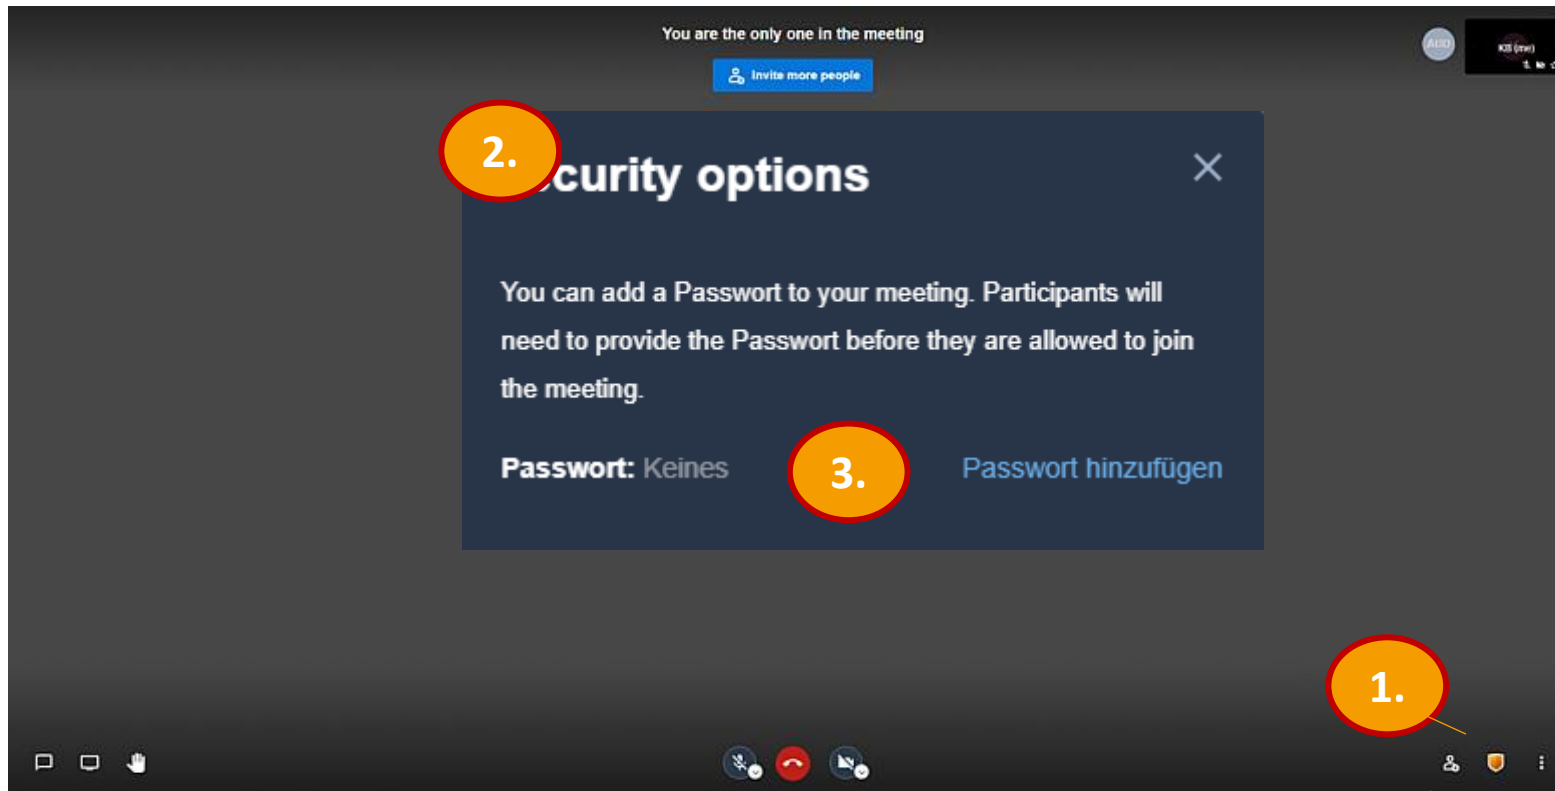 You are the only one in the meeting
Invite more people
2.
curity options
You can add a Passwort to your meeting. Participants will
need to provide the Passwort before they are allowed to join
the meeting.
Passwort: Keines
3.
Passwort hinzufügen
1.